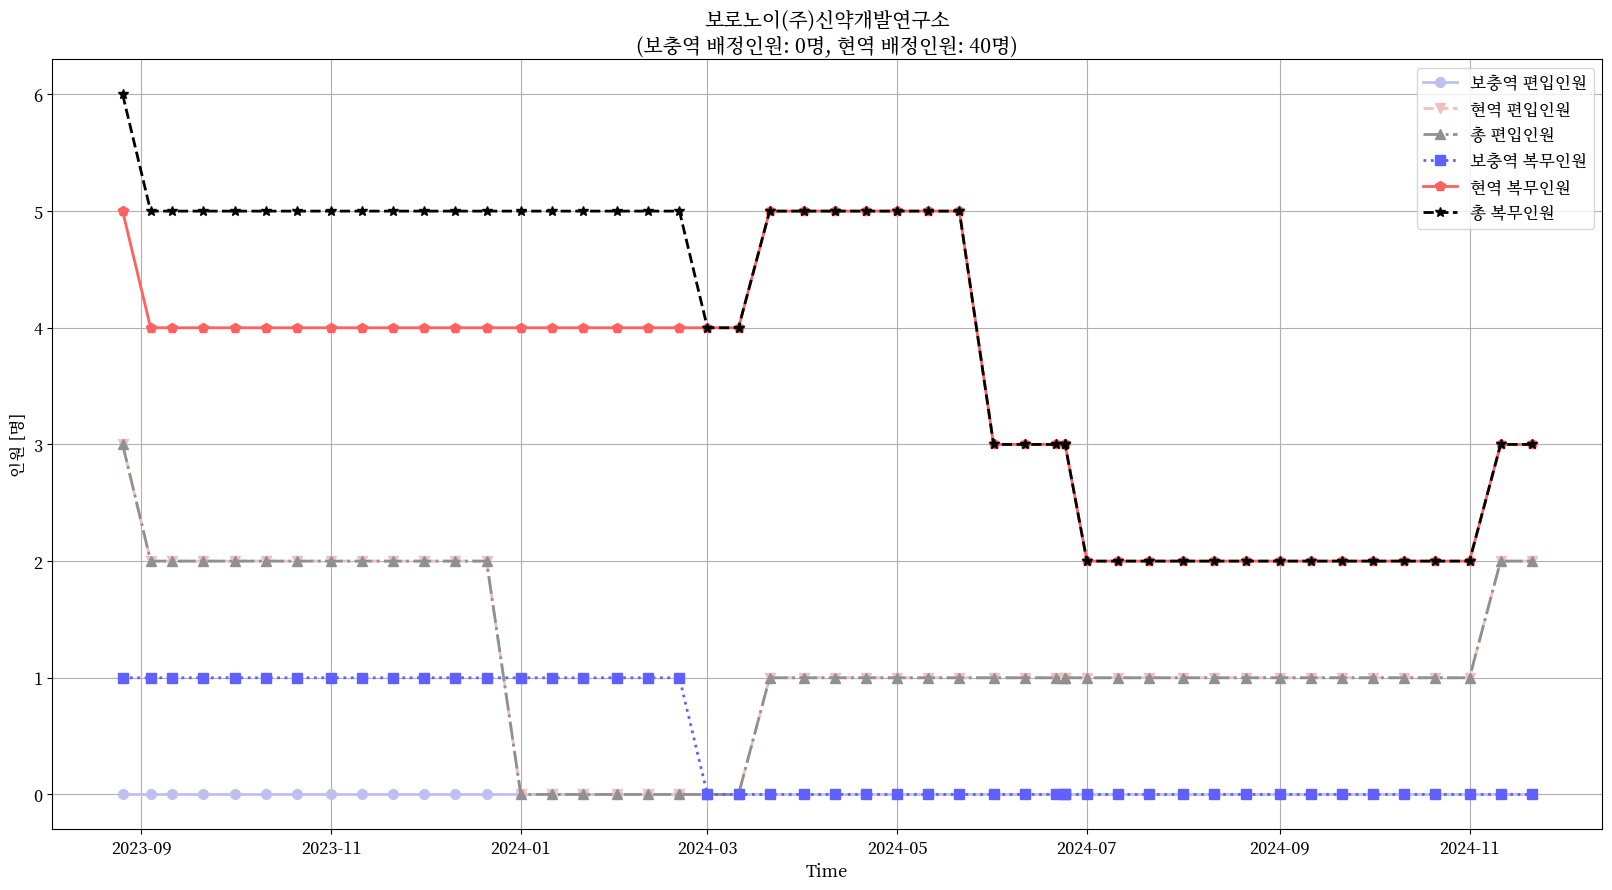 보로노이(주)신약개발연구소
(보충역 배정인원: 0명, 현역 배정인원: 40명)
보충역 편입인원
현역 편입인원
총 편입인원
보충역 복무인원
현역 복무인원
총 복무인원
인원 [명]
6
5
4
3
2
1
0
2023-09
2023-11
2024-01
2024-03
2024-05
2024-07
2024-09
2024-11
Time